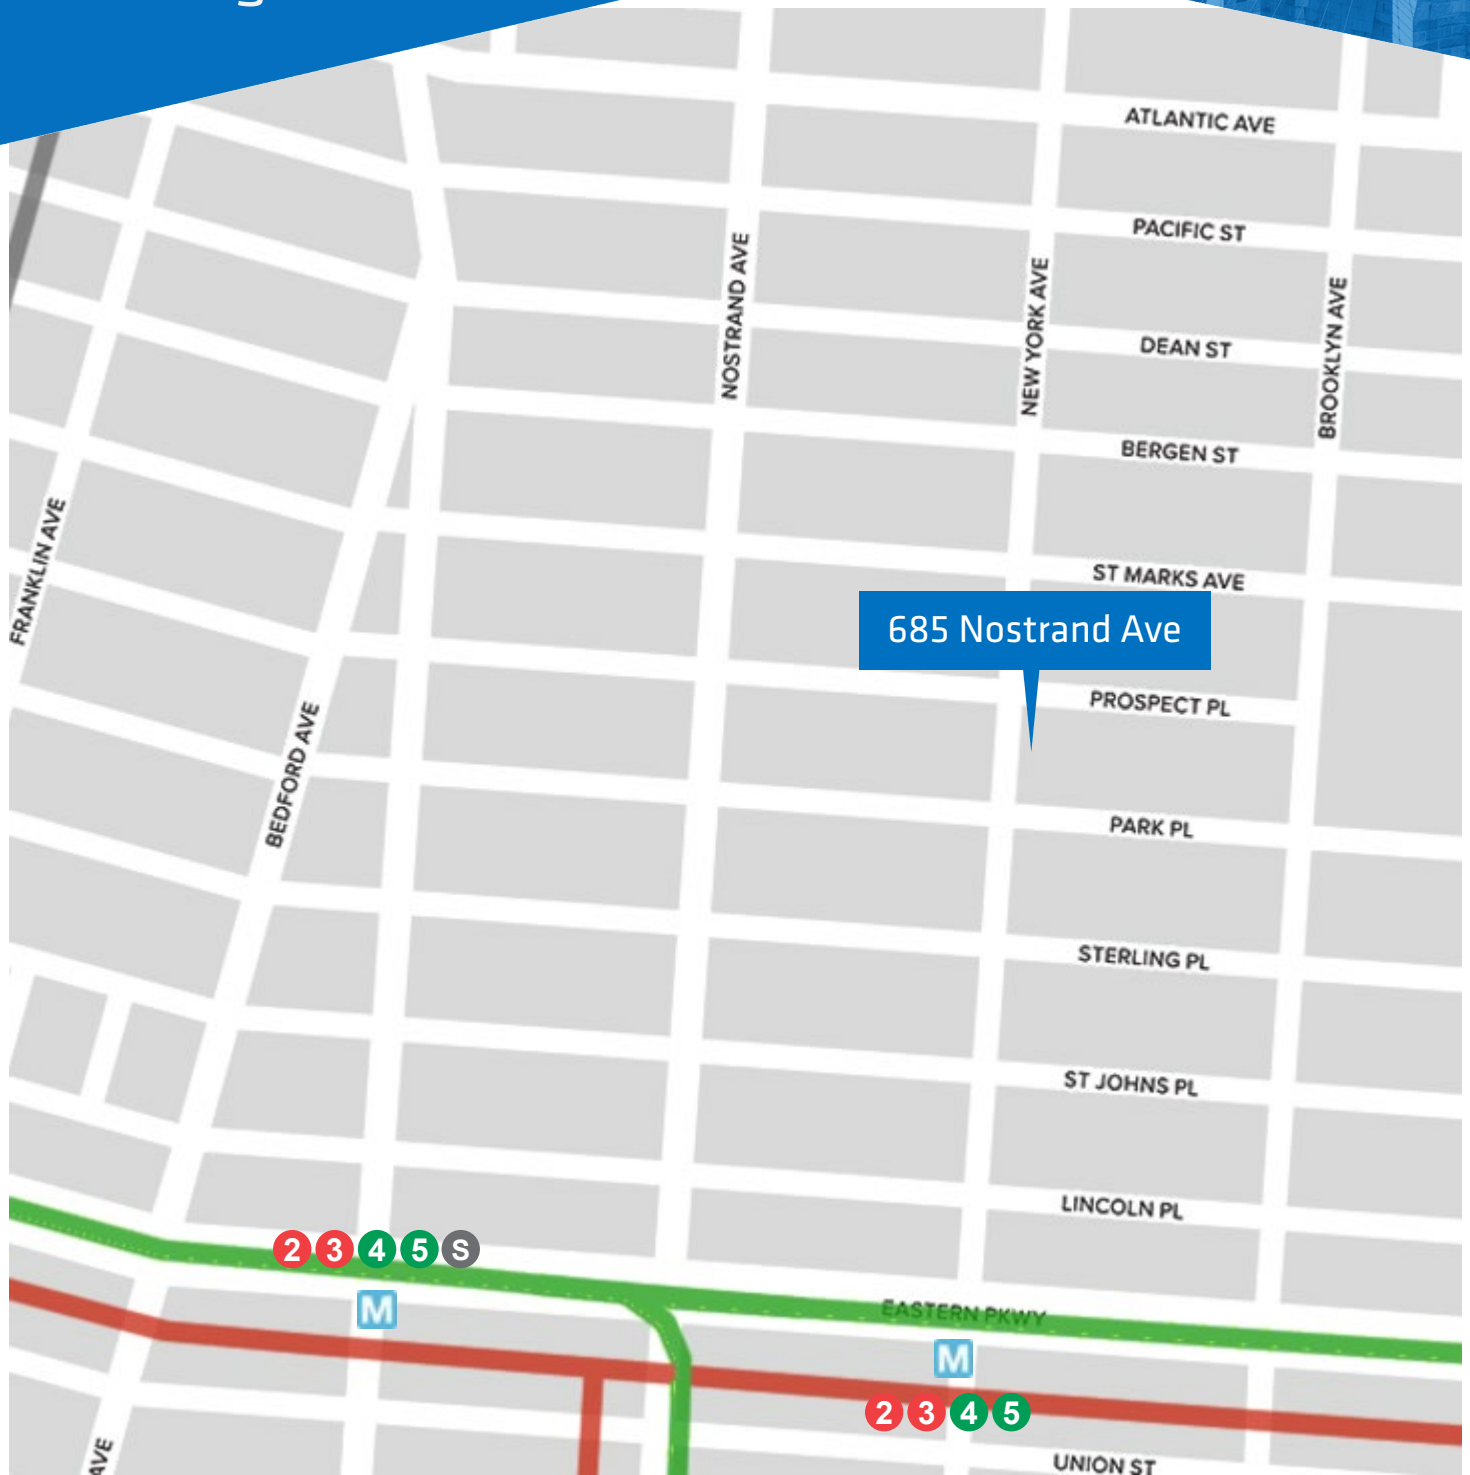 ATLANTIC AVE
PACIFIC ST
NOSTRAND AVE
NEW YORK AVE
BROOKLYN AVE
DEAN ST
BERGEN ST
FRANKLIN AVE
ST MARKS AVE
685 Nostrand Ave
PROSPECT PL
BEDFORD AVE
PARK PL
STERLING PL
ST JOHNS PL
LINCOLN PL
2 3 4 5 S
M
EASTERN PKWY
M
2 3 4 5
AVE
UNION ST